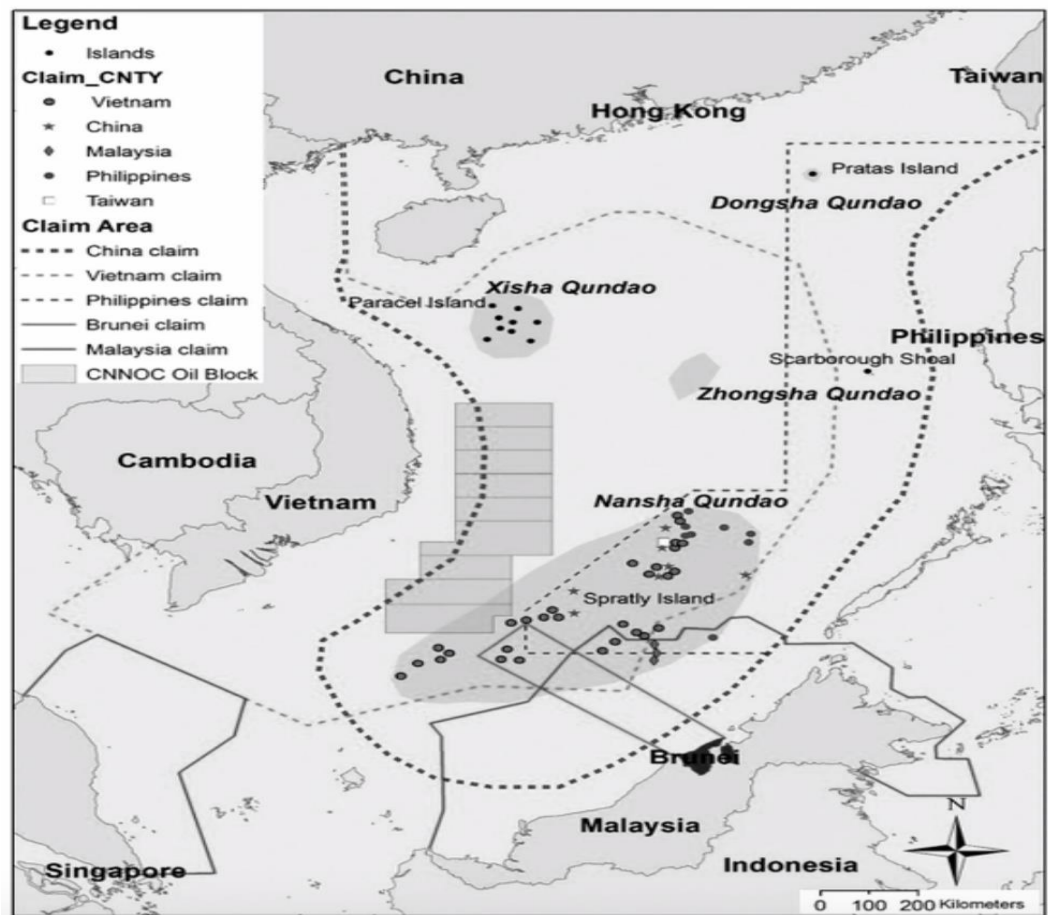 Legend
Islands
Claim_CNTY
Vietnam
China
Malaysia
Philippines
Taiwan
Claim Area
China claim
Vietnam claim
Philippines claim
Brunei claim
Malaysia claim
CNNOC Oil Block
China
Taiwan
Hong Kong
Pratas Island
Dongsha Qundao
Xisha Qundao
Paracel Island
Philippines
Scarborough Shoal
Zhongsha Qundao
Cambodia
Vietnam
Nansha Qundao
Spratly Island
Brunei
Malaysia
Singapore
Indonesia
N
0 100 200 Kilometers